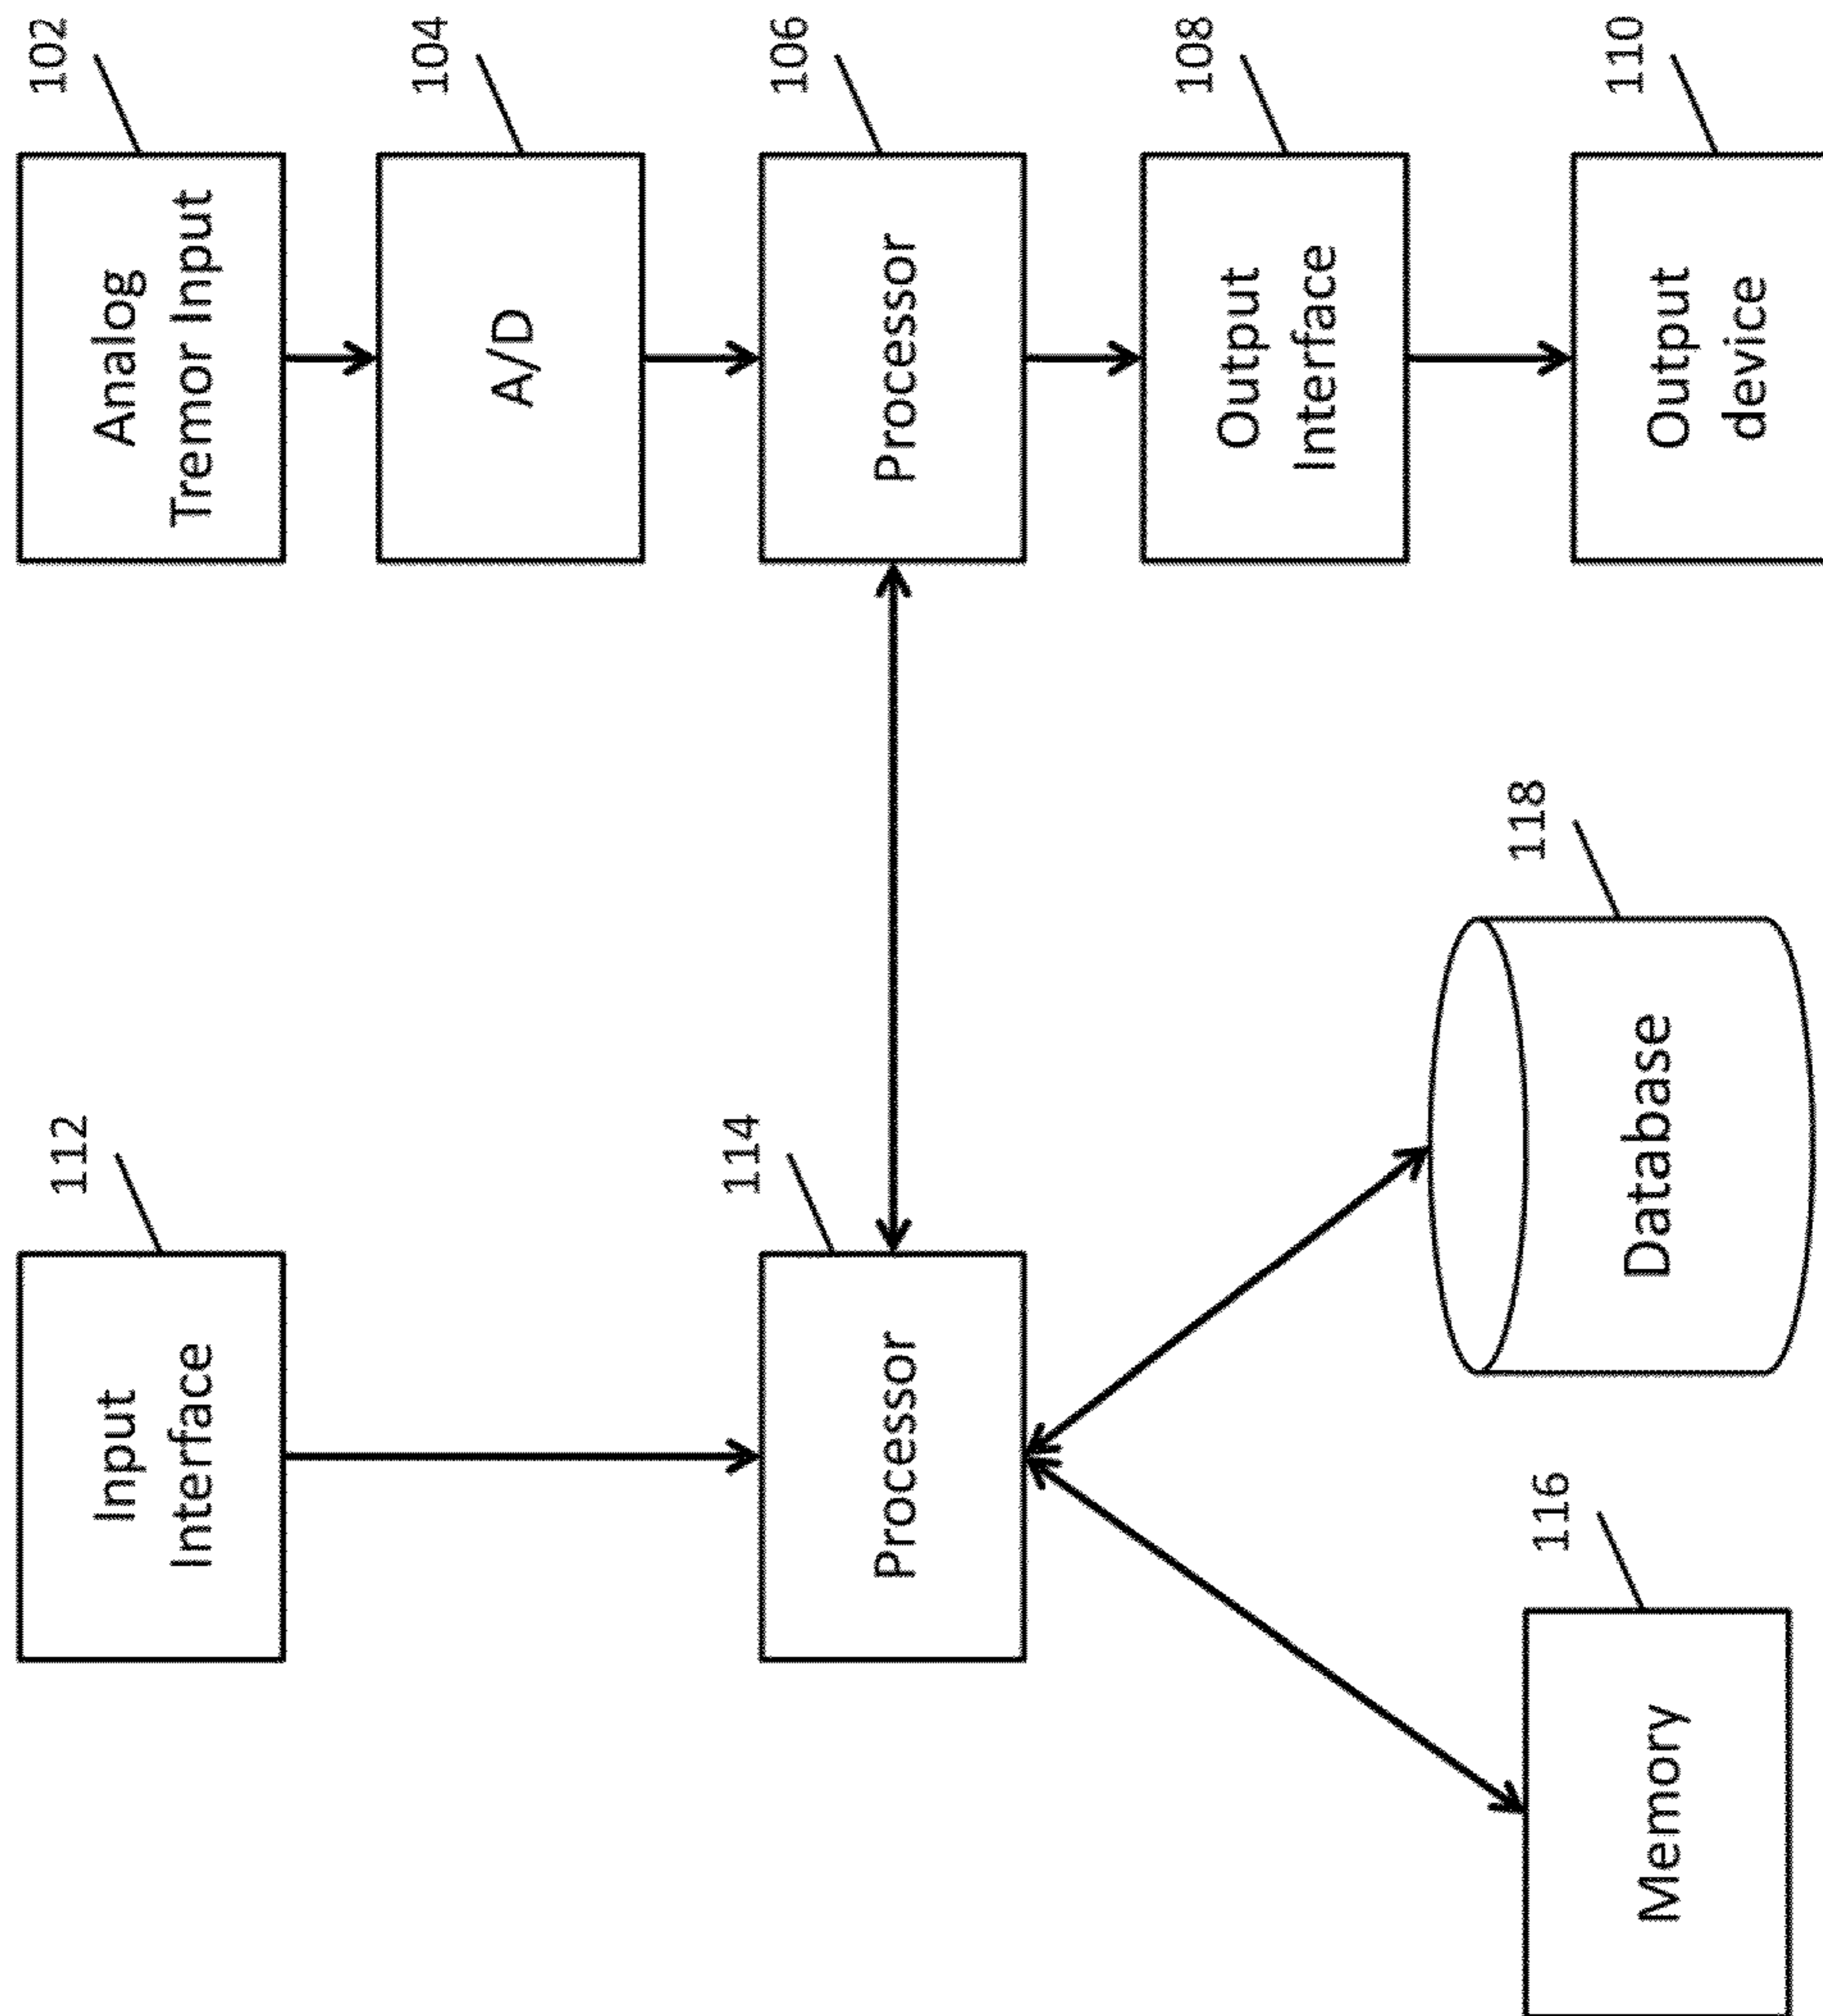 102
Analog
Tremor Input
104
A/D
106
Processor
108
Output
Interface
110
Output
device
112
Input
Interface
114
Processor
118
Database
116
Memory